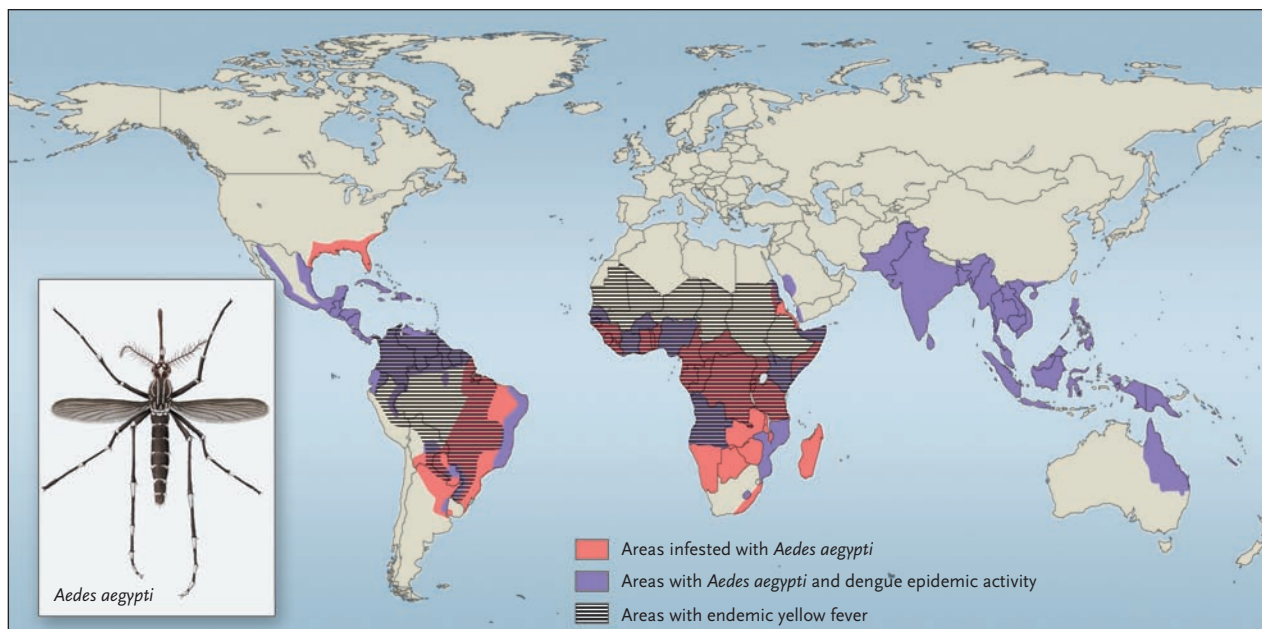 Aedes aegypti
Areas infested with Aedes aegypti
Areas with Aedes aegypti and dengue epidemic activity
Areas with endemic yellow fever